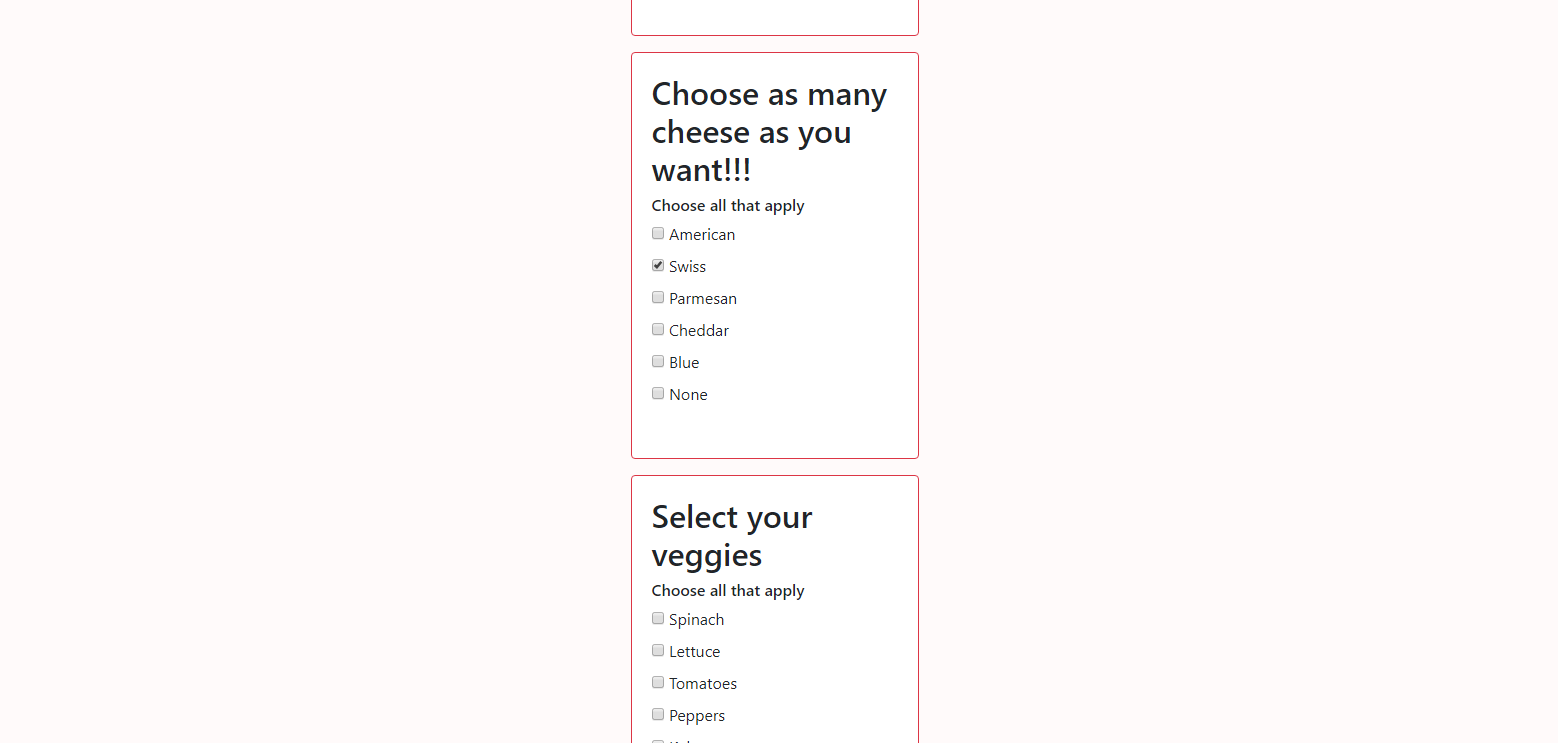 Choose as many
cheese as you
want!!!
Choose all that apply
American
Swiss
Parmesan
Cheddar
Blue
None
Select your
veggies
Choose all that apply
Spinach
Lettuce
Tomatoes
Peppers